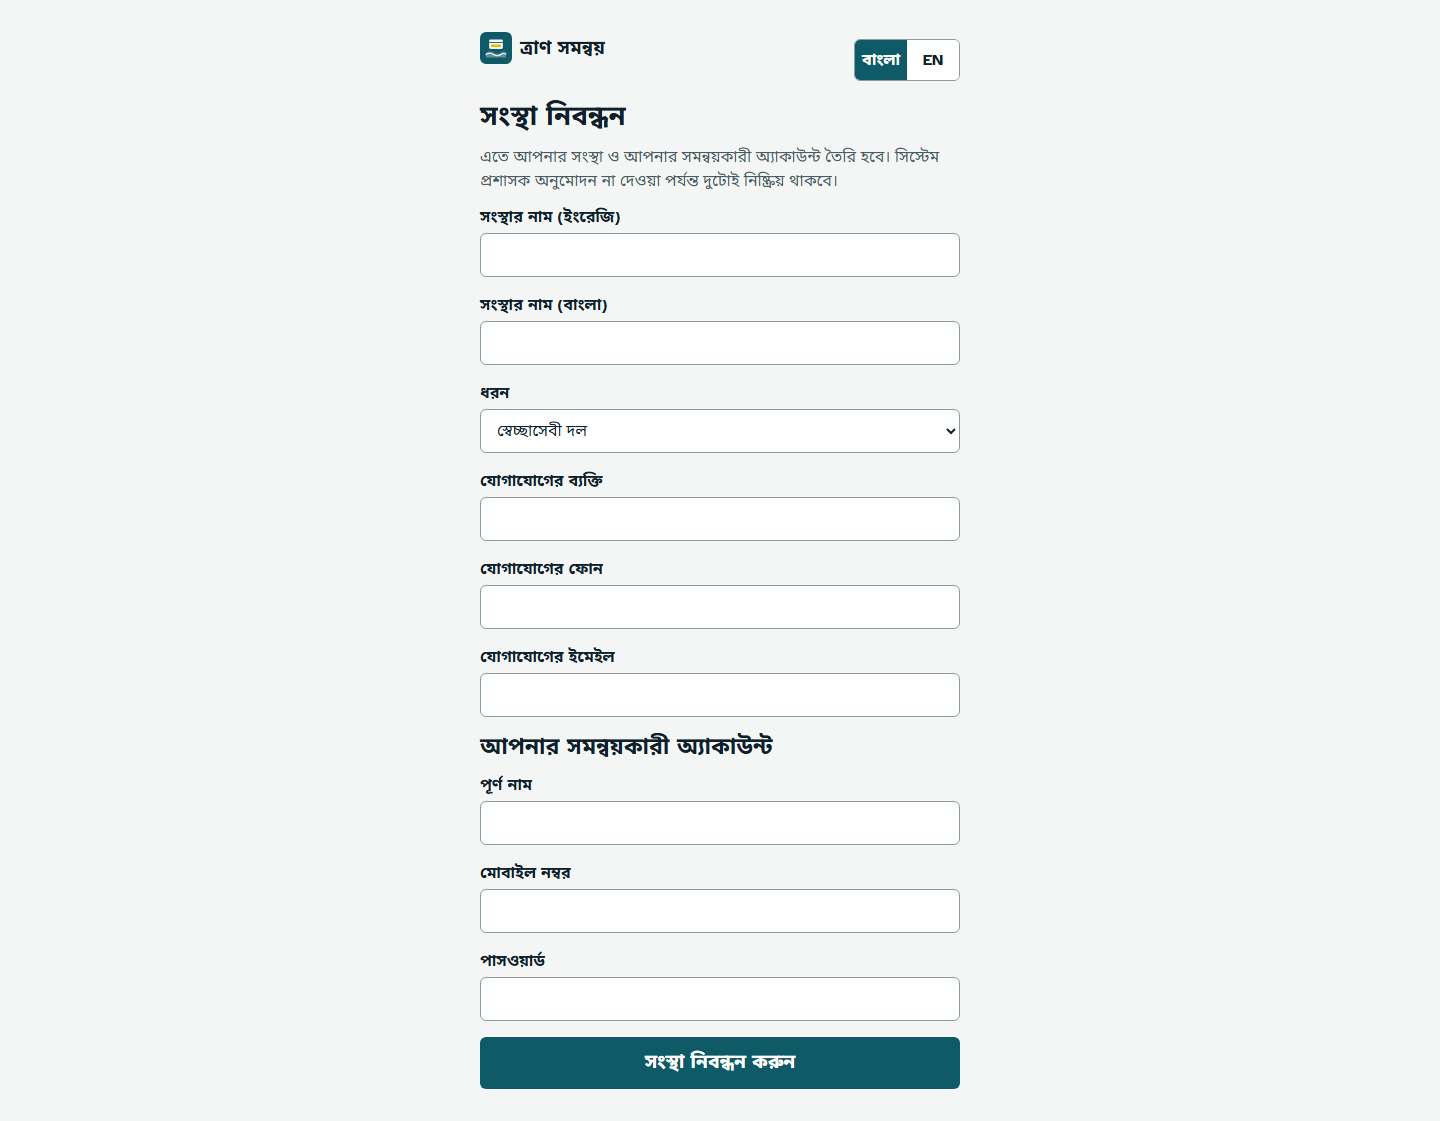 ত্রাণ সমন্বয়
বাংলা
EN
সংস্থা নিবন্ধন
এতে আপনার সংস্থা ও আপনার সমন্বয়কারী অ্যাকাউন্ট তৈরি হবে। সিস্টেম
প্রশাসক অনুমোদন না দেওয়া পর্যন্ত দুটোই নিষ্ক্রিয় থাকবে।
সংস্থার নাম (ইংরেজি)
সংস্থার নাম (বাংলা)
ধরন
স্বেচ্ছাসেবী দল
যোগাযোগের ব্যক্তি
যোগাযোগের ফোন
যোগাযোগের ইমেইল
আপনার সমন্বয়কারী অ্যাকাউন্ট
পূর্ণ নাম
মোবাইল নম্বর
পাসওয়ার্ড
সংস্থা নিবন্ধন করুন